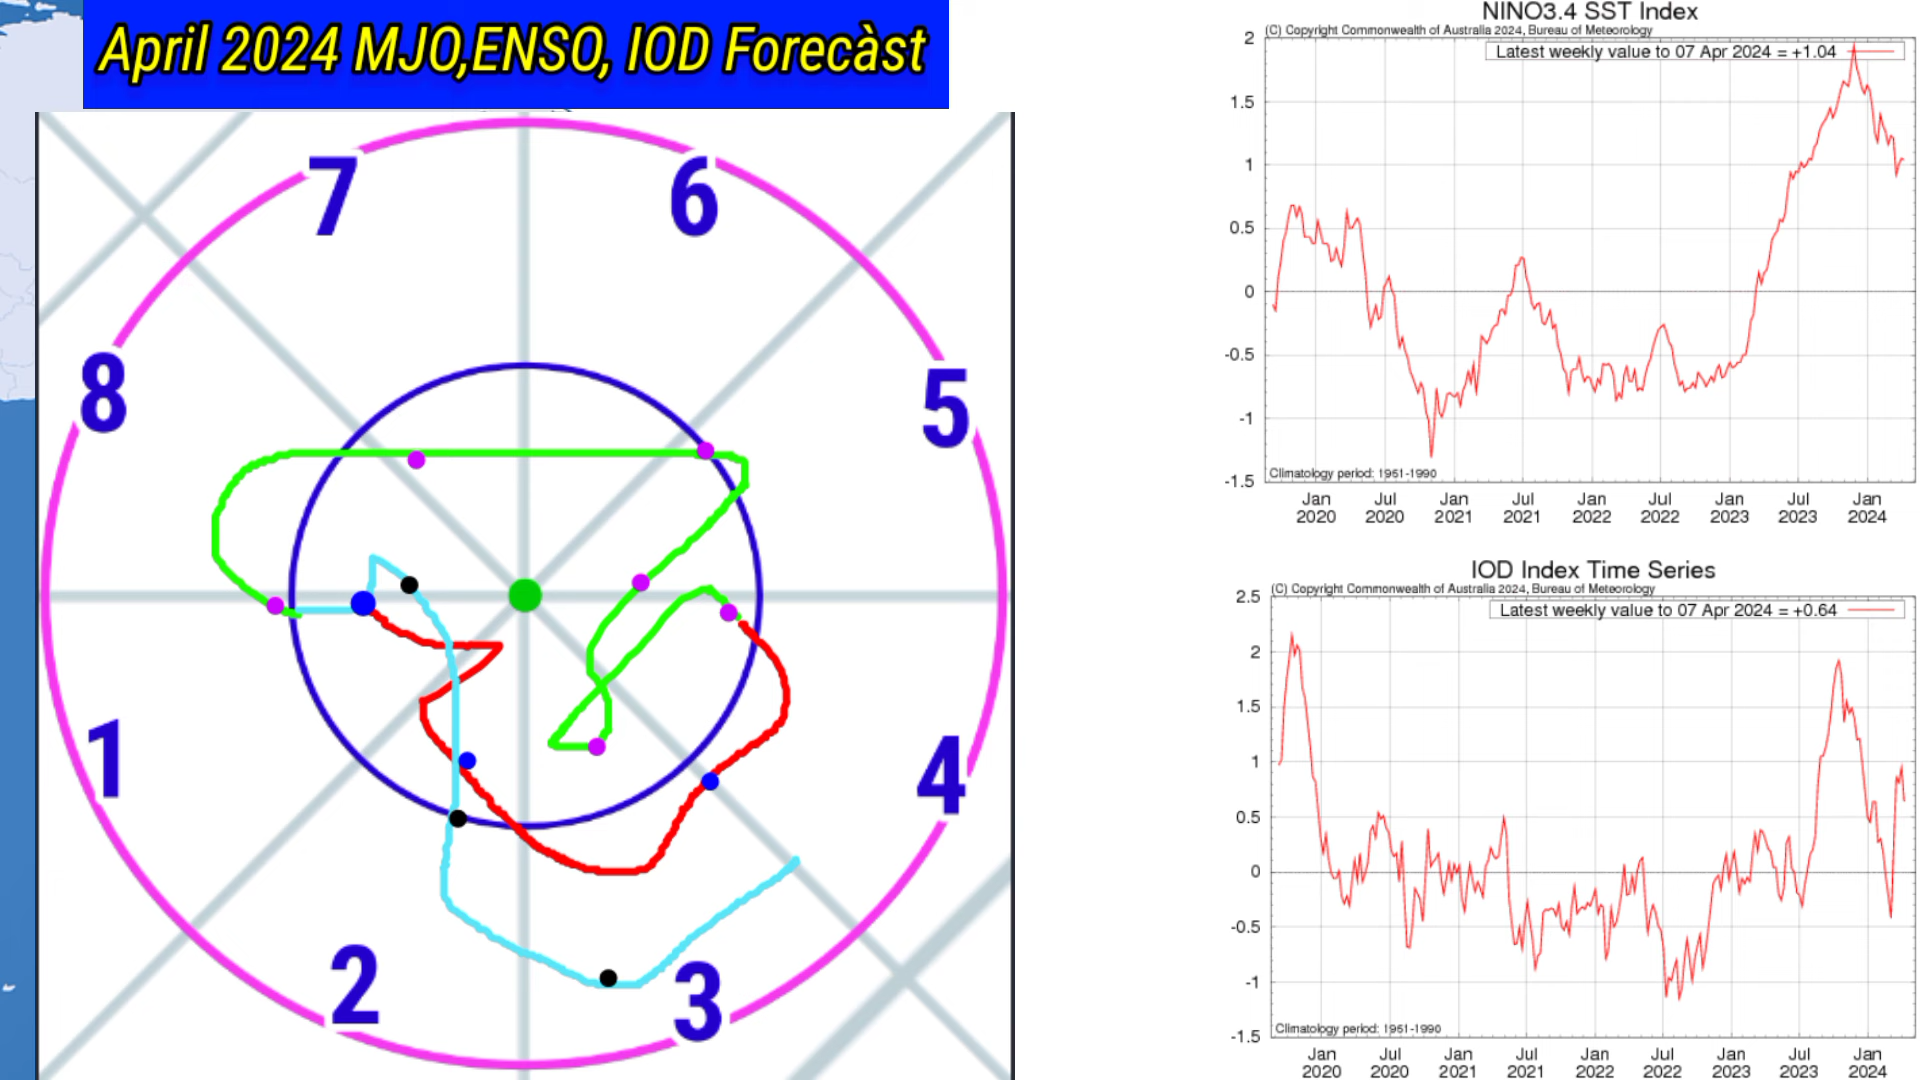 April 2024 MJO,ENSO, IOD Forecàst
7
6
8
5
1
4
2
3
NINO3.4 SST Index
(C) Copyright Commonwealth of Australia 2024, Bureau of Meteorology
Latest weekly value to 07 Apr 2024 = +1.04
2
1.5
1
0.5
0
-0.5
-1
-1.5
Climatology period: 1961-1990
Jan Jul Jan Jul Jan Jul Jan Jul Jan
2020 2020 2021 2021 2022 2022 2023 2023 2024
IOD Index Time Series
(C) Copyright Commonwealth of Australia 2024, Bureau of Meteorology
Latest weekly value to 07 Apr 2024 = +0.64
2.5
2
1.5
1
0.5
0
-0.5
-1
-1.5
Climatology period: 1961-1990
Jan Jul Jan Jul Jan Jul Jan Jul Jan
2020 2020 2021 2021 2022 2022 2023 2023 2024